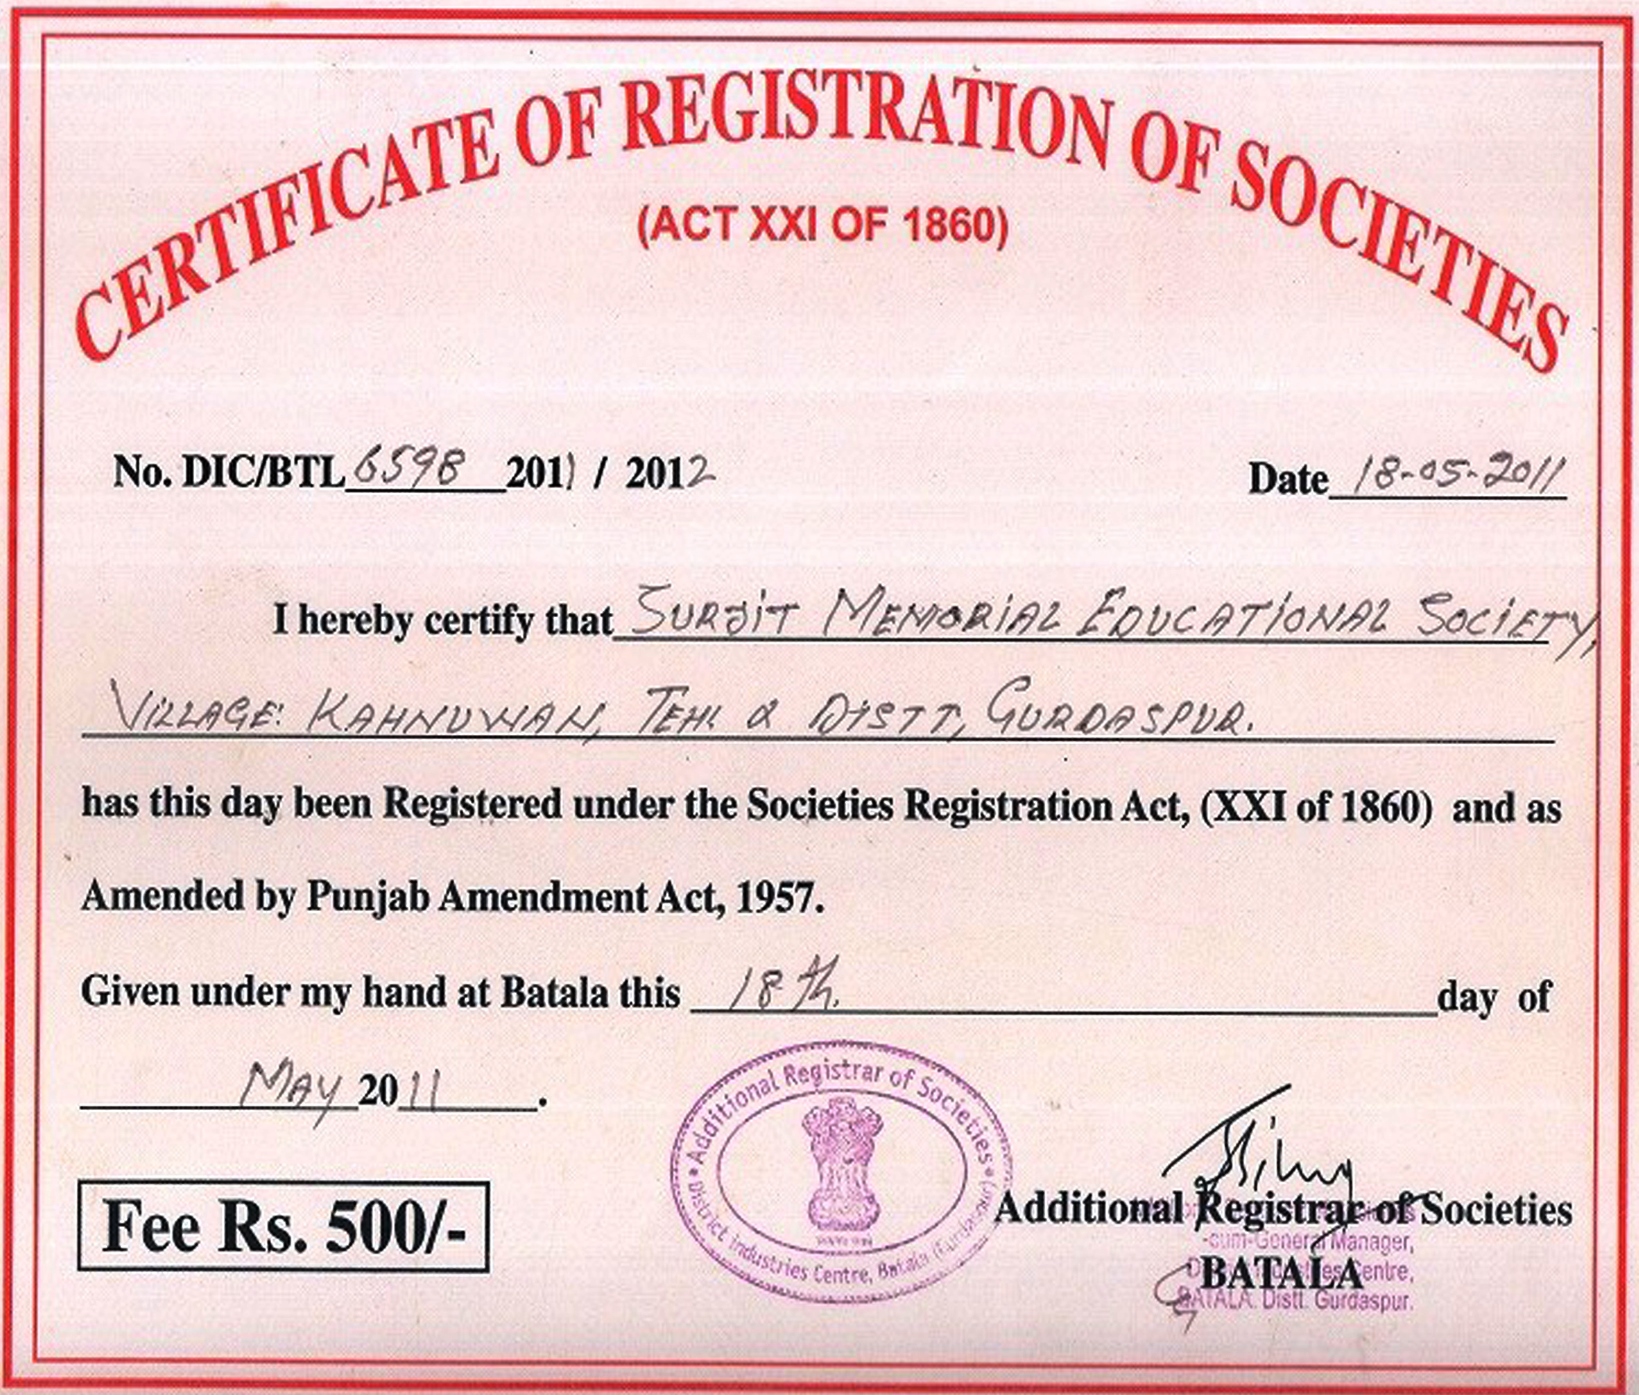 CERTIFICATE OF REGISTRATION OF SOCIETIES
(ACT XXI OF 1860)
No. DIC/BTL 6598 2011 / 2012 Date 18-05-2011
I hereby certify that SURJIT MEMORIAL EDUCATIONAL SOCIETY,
VILLAGE: KAHNUWAN, TEHL & DISTT, GURDASPUR.
has this day been Registered under the Societies Registration Act, (XXI of 1860) and as
Amended by Punjab Amendment Act, 1957.
Given under my hand at Batala this 18th. day of
MAY 2011.
Additional Registrar of Societies
District Industries Centre, Batala (Gurdaspur)
Fee Rs. 500/-
Additional Registrar of Societies
-cum-General Manager,
BATALA
Centre,
BATALA. Distt. Gurdaspur.